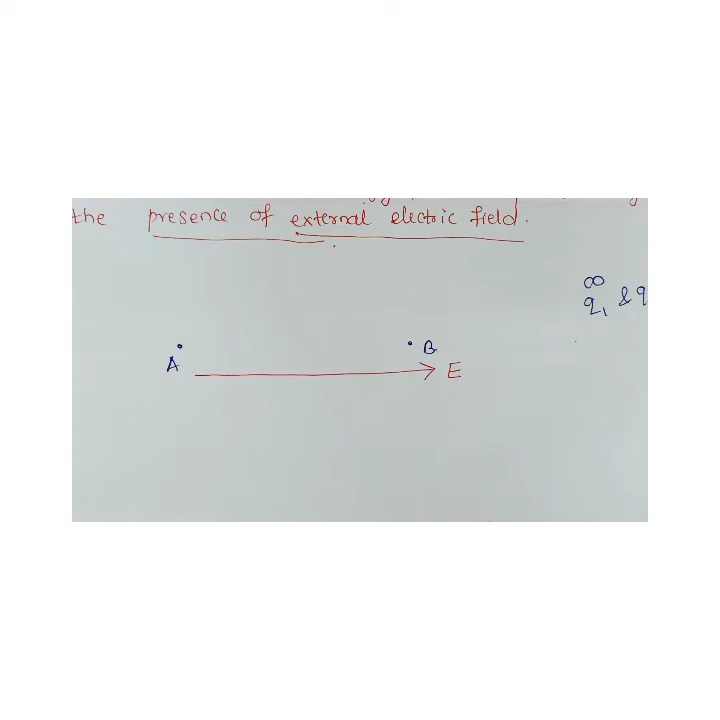 the presence of external electric field.
∞
q₁ & q
A
B
E